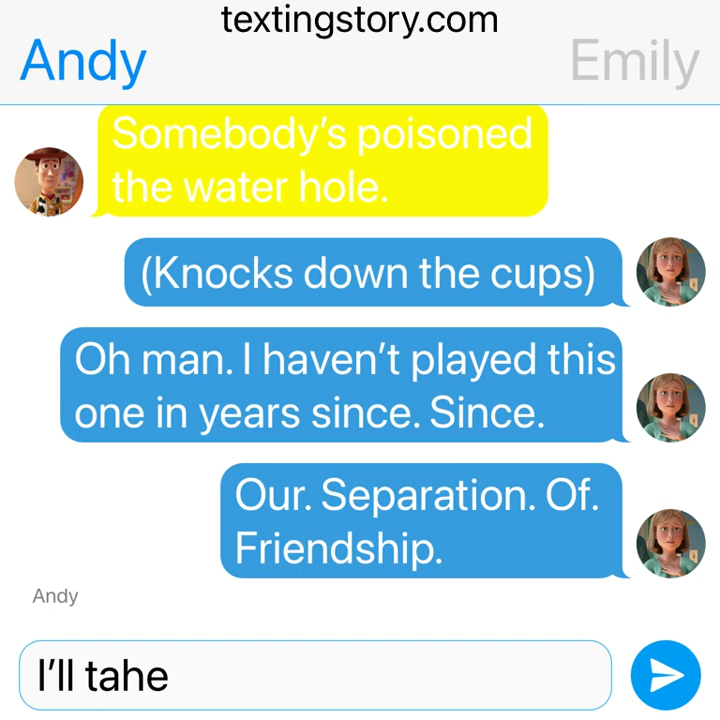 textingstory.com
Andy
Emily
Somebody’s poisoned
the water hole.
(Knocks down the cups)
Oh man. I haven’t played this
one in years since. Since.
Our. Separation. Of.
Friendship.
Andy
I’ll tahe